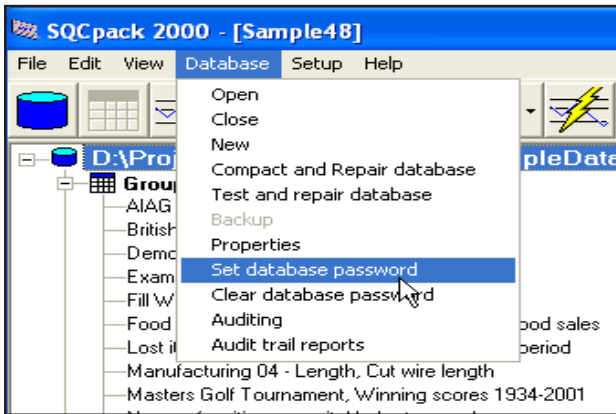 SQCpack 2000 - [Sample48]
File Edit View Database Setup Help
Open
Close
New
Compact and Repair database
Test and repair database
Backup
Properties
Set database password
Clear database password
Auditing
Audit trail reports
D:\Proj pleData
Group
AIAG
British
Demo
Exam
Fill W
Food ood sales
Lost it period
Manufacturing 04 - Length, Cut wire length
Masters Golf Tournament, Winning scores 1934-2001